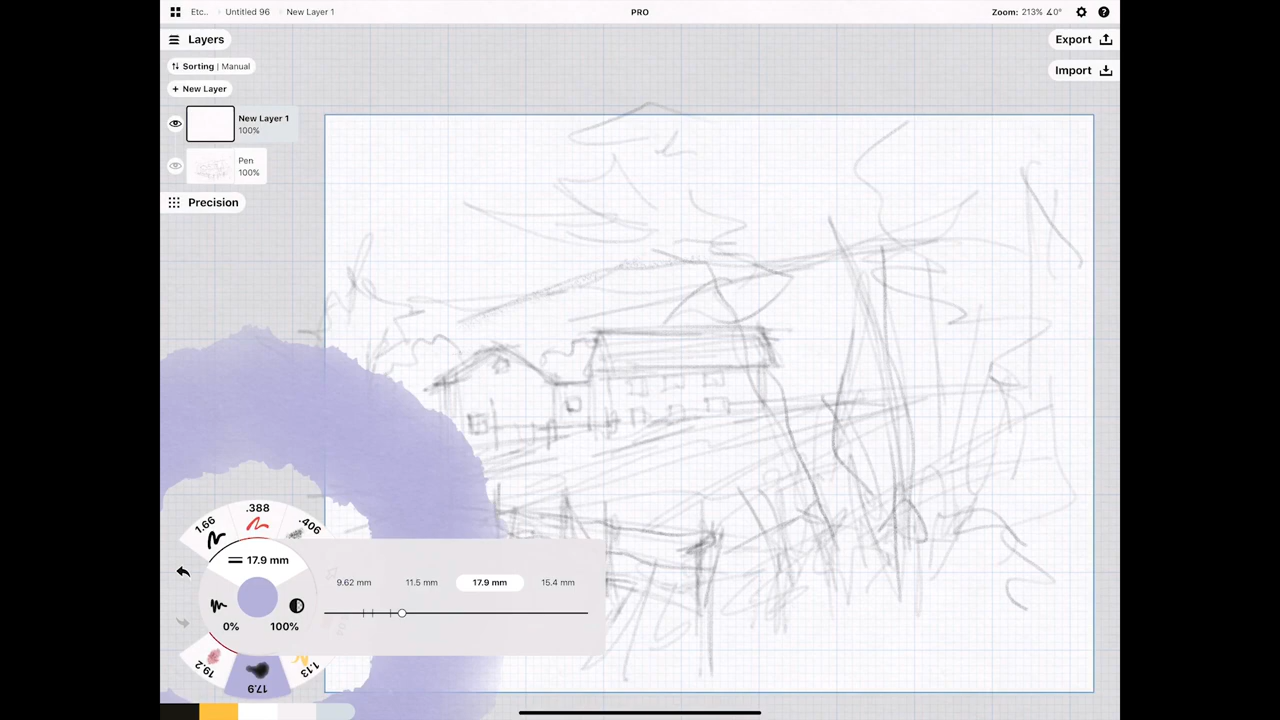 Etc.. Untitled 96 New Layer 1 PRO Zoom: 213% ∡0°
Layers Export
Sorting | Manual Import
+ New Layer
New Layer 1
100%
Pen
100%
Precision
.388
1.66 .406
17.9 mm
9.62 mm 11.5 mm 17.9 mm 15.4 mm
0% 100%
19.2 1.13
17.9